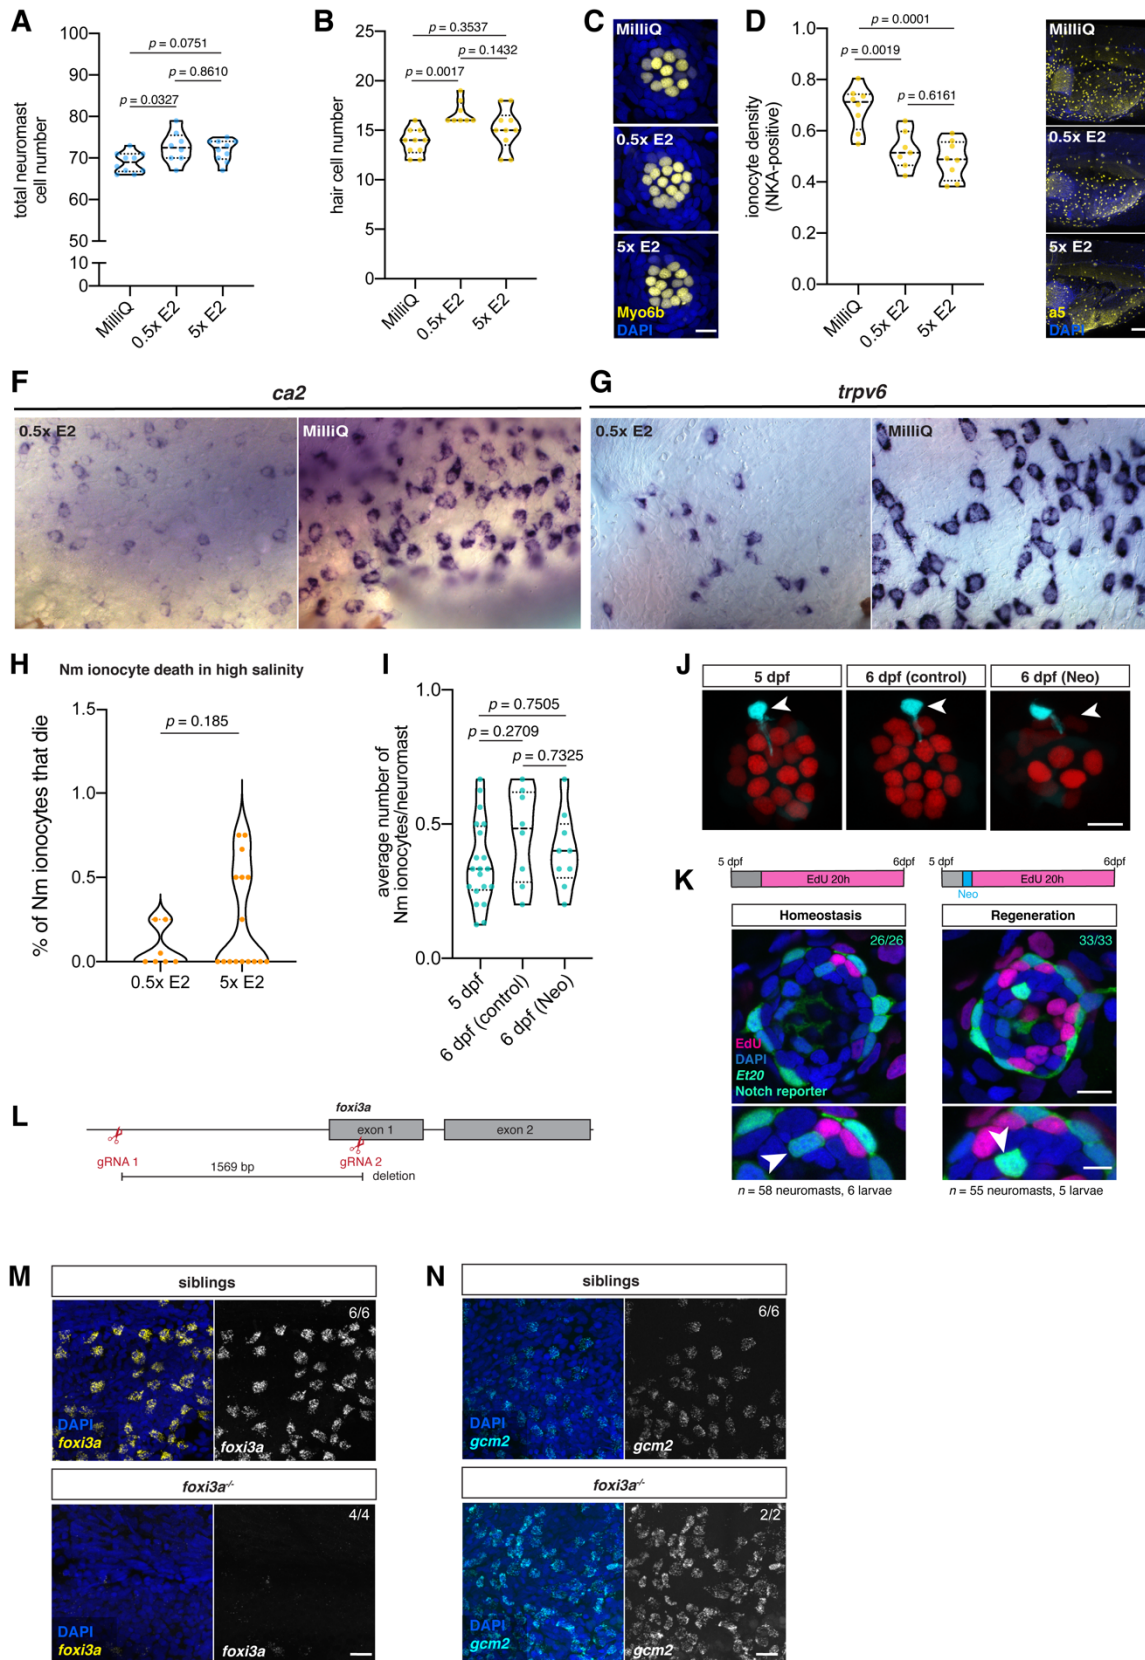 A
100
90
80
70
60
50
10
0
total neuromast
cell number
p = 0.0751
p = 0.8610
p = 0.0327
MilliQ
0.5x E2
5x E2
B
25
20
15
10
5
0
hair cell number
p = 0.3537
p = 0.1432
p = 0.0017
MilliQ
0.5x E2
5x E2
C
MilliQ
0.5x E2
5x E2
Myo6b
DAPI
D
1.0
0.8
0.6
0.4
0.2
0.0
ionocyte density
(NKA-positive)
p = 0.0001
p = 0.0019
p = 0.6161
MilliQ
0.5x E2
5x E2
MilliQ
0.5x E2
5x E2
a5
DAPI
F
ca2
0.5x E2
MilliQ
G
trpv6
0.5x E2
MilliQ
H
Nm ionocyte death in high salinity
1.5
1.0
0.5
0.0
% of Nm ionocytes that die
p = 0.185
0.5x E2
5x E2
I
1.0
0.5
0.0
average number of
Nm ionocytes/neuromast
p = 0.7505
p = 0.2709
p = 0.7325
5 dpf
6 dpf (control)
6 dpf (Neo)
J
5 dpf
6 dpf (control)
6 dpf (Neo)
K
5 dpf
6dpf
EdU 20h
5 dpf
6dpf
EdU 20h
Neo
Homeostasis
26/26
EdU
DAPI
Et20
Notch reporter
n = 58 neuromasts, 6 larvae
Regeneration
33/33
n = 55 neuromasts, 5 larvae
L
foxi3a
exon 1
exon 2
gRNA 1
gRNA 2
1569 bp
deletion
M
siblings
6/6
DAPI
foxi3a
foxi3a
foxi3a-/-
4/4
DAPI
foxi3a
foxi3a
N
siblings
6/6
DAPI
gcm2
gcm2
foxi3a-/-
2/2
DAPI
gcm2
gcm2